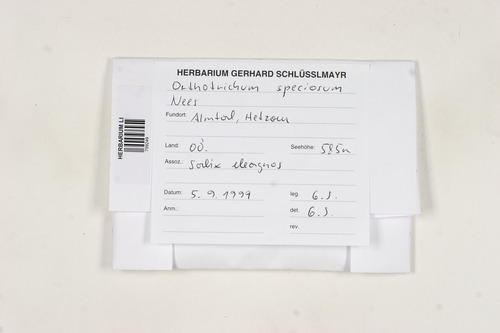 HERBARIUM GERHARD SCHLÜSSLMAYR
Orthotrichum speciosum
Nees
Fundort: Almtal, Hetzau
Land: OÖ. Seehöhe: 585m
Assoz.: Salix eleagnos
Datum: 5.9.1999 leg. G.S.
Anm.: det. G.S.
rev.
HERBARIUM LI